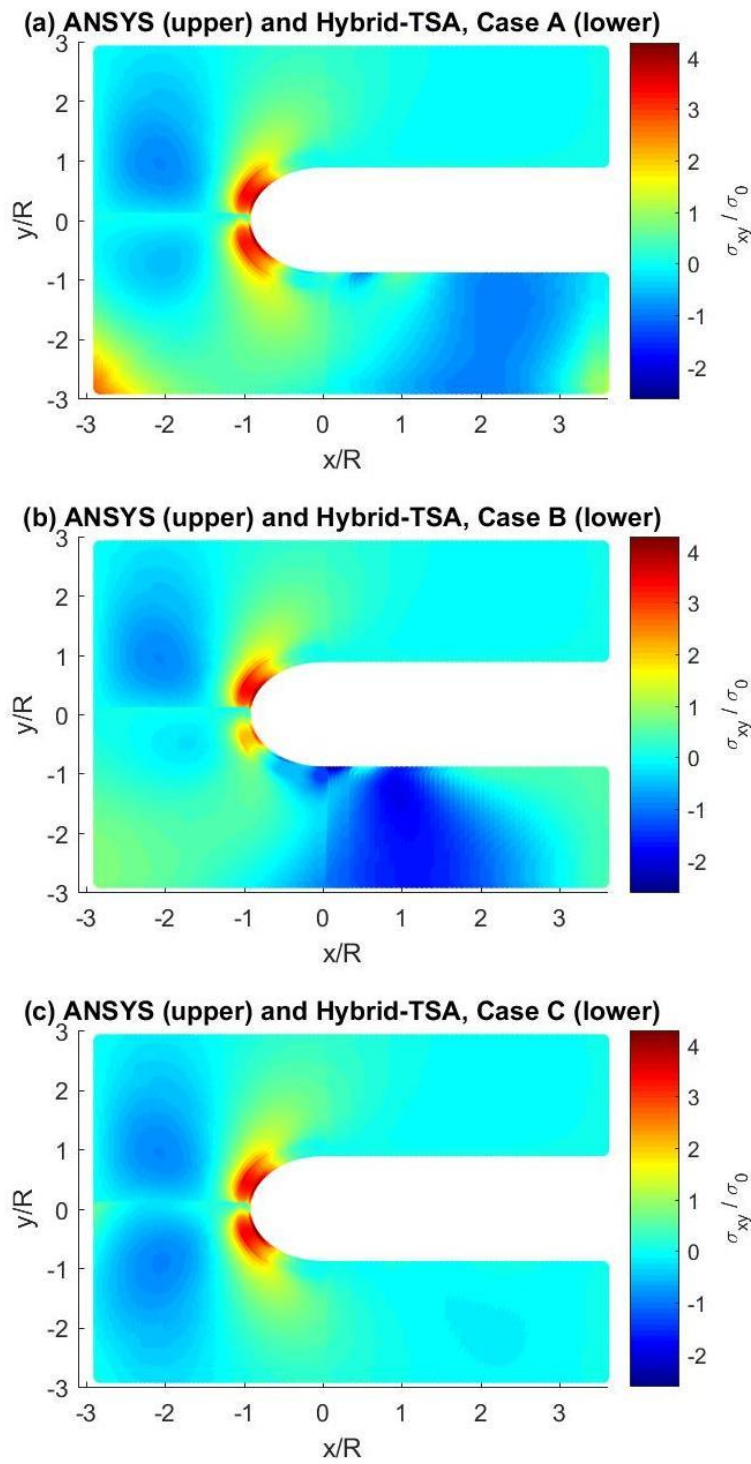 (a) ANSYS (upper) and Hybrid-TSA, Case A (lower)
3
2
1
0
-1
-2
-3
y/R
-3 -2 -1 0 1 2 3
x/R
4
3
2
1
0
-1
-2
σxy / σ0
(b) ANSYS (upper) and Hybrid-TSA, Case B (lower)
3
2
1
0
-1
-2
-3
y/R
-3 -2 -1 0 1 2 3
x/R
4
3
2
1
0
-1
-2
σxy / σ0
(c) ANSYS (upper) and Hybrid-TSA, Case C (lower)
3
2
1
0
-1
-2
-3
y/R
-3 -2 -1 0 1 2 3
x/R
4
3
2
1
0
-1
-2
σxy / σ0